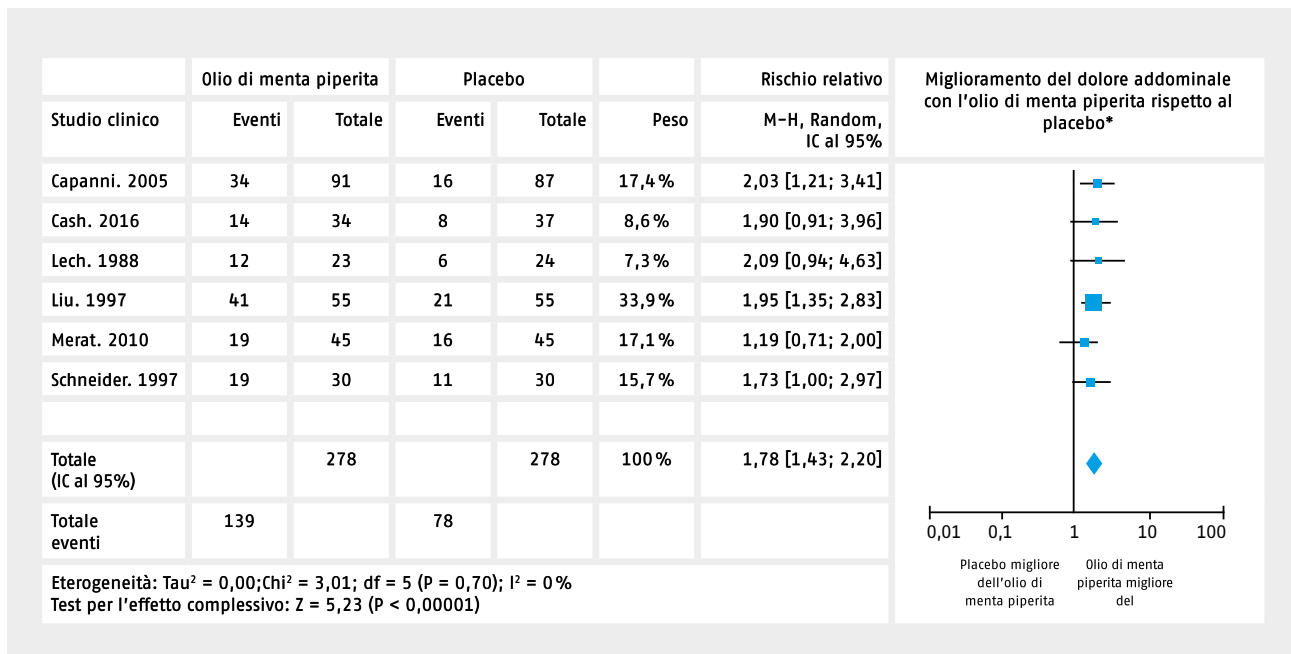 Olio di menta piperita Placebo Rischio relativo
Studio clinico Eventi Totale Eventi Totale Peso M–H, Random,
IC al 95%
Miglioramento del dolore addominale
con l'olio di menta piperita rispetto al
placebo*
Capanni. 2005 34 91 16 87 17,4 % 2,03 [1,21; 3,41]
Cash. 2016 14 34 8 37 8,6 % 1,90 [0,91; 3,96]
Lech. 1988 12 23 6 24 7,3 % 2,09 [0,94; 4,63]
Liu. 1997 41 55 21 55 33,9 % 1,95 [1,35; 2,83]
Merat. 2010 19 45 16 45 17,1 % 1,19 [0,71; 2,00]
Schneider. 1997 19 30 11 30 15,7 % 1,73 [1,00; 2,97]
Totale 278 278 100 % 1,78 [1,43; 2,20]
(IC al 95%)
Totale 139 78
eventi
Eterogeneità: Tau² = 0,00;Chi² = 3,01; df = 5 (P = 0,70); I² = 0 %
Test per l'effetto complessivo: Z = 5,23 (P < 0,00001)
0,01 0,1 1 10 100
Placebo migliore
dell'olio di
menta piperita
Olio di menta
piperita migliore
del